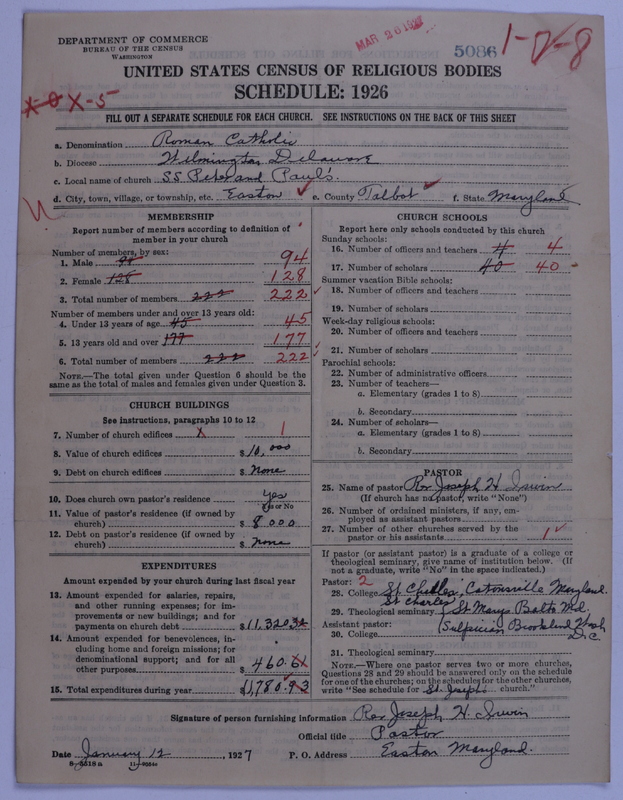 DEPARTMENT OF COMMERCE
BUREAU OF THE CENSUS
WASHINGTON
MAR 20 1927
5086
1-7-8
UNITED STATES CENSUS OF RELIGIOUS BODIES
SCHEDULE: 1926
X-5
FILL OUT A SEPARATE SCHEDULE FOR EACH CHURCH. SEE INSTRUCTIONS ON THE BACK OF THIS SHEET
a. Denomination Roman Catholic
b. Diocese Wilmington Delaware
c. Local name of church SS Peter and Paul's.
d. City, town, village, or township, etc. Easton e. County Talbot f. State Maryland
MEMBERSHIP
Report number of members according to definition of
member in your church
Number of members, by sex:
1. Male 94 94
2. Female 128 128
3. Total number of members 222 222
Number of members under and over 13 years old:
4. Under 13 years of age 45 45
5. 13 years old and over 177 177
6. Total number of members 222 222
NOTE.—The total given under Question 6 should be the
same as the total of males and females given under Question 3.
CHURCH BUILDINGS
See instructions, paragraphs 10 to 12
7. Number of church edifices 1 1
8. Value of church edifices $10,000
9. Debt on church edifices $ None
10. Does church own pastor's residence Yes
Yes or No
11. Value of pastor's residence (if owned by
church) $ 8000
12. Debt on pastor's residence (if owned by
church) $ None
EXPENDITURES
Amount expended by your church during last fiscal year
13. Amount expended for salaries, repairs,
and other running expenses; for im-
provements or new buildings; and for
payments on church debt $11,320.32
14. Amount expended for benevolences, in-
cluding home and foreign missions; for
denominational support; and for all
other purposes $ 460.61
15. Total expenditures during year $11,780.93
CHURCH SCHOOLS
Report here only schools conducted by this church
Sunday schools:
16. Number of officers and teachers 4 4
17. Number of scholars 40 40
Summer vacation Bible schools:
18. Number of officers and teachers
19. Number of scholars
Week-day religious schools:
20. Number of officers and teachers
21. Number of scholars
Parochial schools:
22. Number of administrative officers
23. Number of teachers—
a. Elementary (grades 1 to 8)
b. Secondary
24. Number of scholars—
a. Elementary (grades 1 to 8)
b. Secondary
PASTOR
25. Name of pastor Rev Joseph H. Irwin
(If church has no pastor, write "None")
26. Number of ordained ministers, if any, em-
ployed as assistant pastors
27. Number of other churches served by the
pastor or his assistants 1
If pastor (or assistant pastor) is a graduate of a college or
theological seminary, give name of institution below. (If
not a graduate, write "No" in the space indicated.)
Pastor: 2
28. College St. Charles, Catonsville Maryland.
St Charles
29. Theological seminary St Marys Balto Md.
Assistant pastor: Sulpician Brookland Wash
30. College D.C.
31. Theological seminary
NOTE.—Where one pastor serves two or more churches,
Questions 28 and 29 should be answered only on the schedule
for one of the churches; on the schedules for the other churches,
write "See schedule for St. Joseph's church."
Signature of person furnishing information Rev Joseph H. Irwin
Official title Pastor
Date January 12, 1927 P. O. Address Easton Maryland.